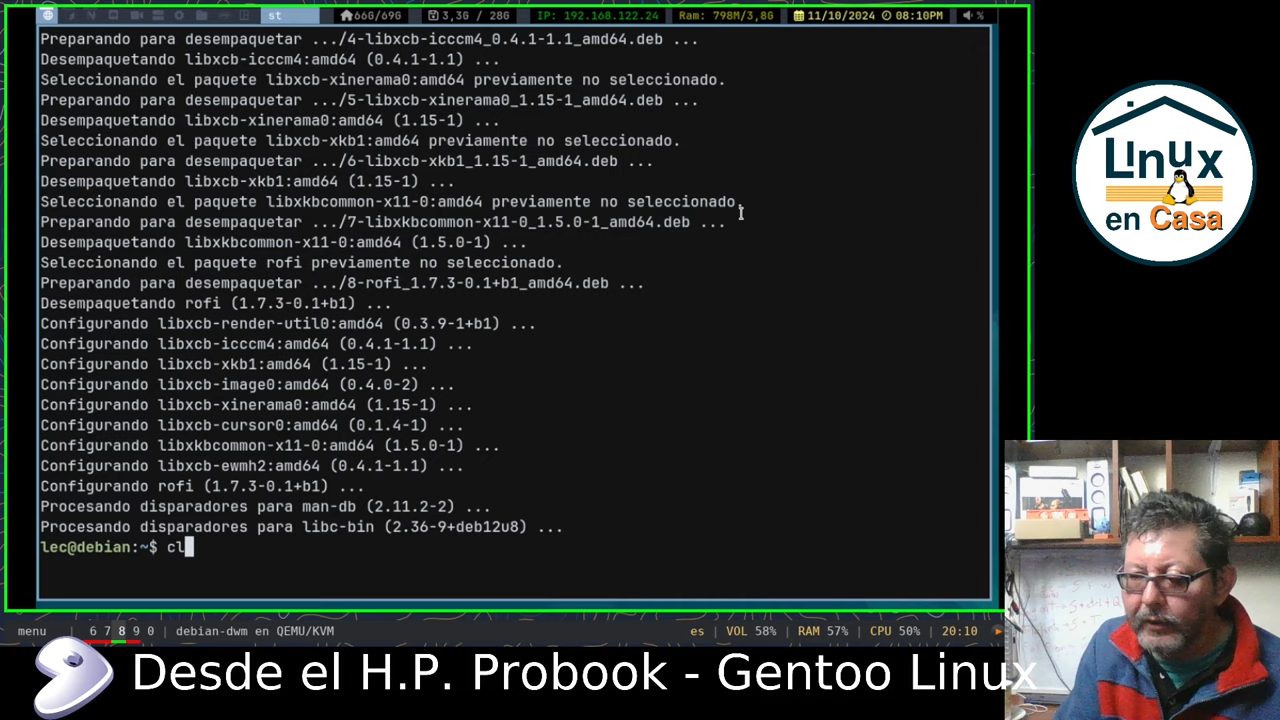 st 66G/69G 3,3G / 28G IP: 192.168.122.24 Ram: 798M/3,8G 11/10/2024 08:10PM %
Preparando para desempaquetar .../4-libxcb-icccm4_0.4.1-1.1_amd64.deb ...
Desempaquetando libxcb-icccm4:amd64 (0.4.1-1.1) ...
Seleccionando el paquete libxcb-xinerama0:amd64 previamente no seleccionado.
Preparando para desempaquetar .../5-libxcb-xinerama0_1.15-1_amd64.deb ...
Desempaquetando libxcb-xinerama0:amd64 (1.15-1) ...
Seleccionando el paquete libxcb-xkb1:amd64 previamente no seleccionado.
Preparando para desempaquetar .../6-libxcb-xkb1_1.15-1_amd64.deb ...
Desempaquetando libxcb-xkb1:amd64 (1.15-1) ...
Seleccionando el paquete libxkbcommon-x11-0:amd64 previamente no seleccionado.
Preparando para desempaquetar .../7-libxkbcommon-x11-0_1.5.0-1_amd64.deb ...
Desempaquetando libxkbcommon-x11-0:amd64 (1.5.0-1) ...
Seleccionando el paquete rofi previamente no seleccionado.
Preparando para desempaquetar .../8-rofi_1.7.3-0.1+b1_amd64.deb ...
Desempaquetando rofi (1.7.3-0.1+b1) ...
Configurando libxcb-render-util0:amd64 (0.3.9-1+b1) ...
Configurando libxcb-icccm4:amd64 (0.4.1-1.1) ...
Configurando libxcb-xkb1:amd64 (1.15-1) ...
Configurando libxcb-image0:amd64 (0.4.0-2) ...
Configurando libxcb-xinerama0:amd64 (1.15-1) ...
Configurando libxcb-cursor0:amd64 (0.1.4-1) ...
Configurando libxkbcommon-x11-0:amd64 (1.5.0-1) ...
Configurando libxcb-ewmh2:amd64 (0.4.1-1.1) ...
Configurando rofi (1.7.3-0.1+b1) ...
Procesando disparadores para man-db (2.11.2-2) ...
Procesando disparadores para libc-bin (2.36-9+deb12u8) ...
lec@debian:~$ cl
Linux
en Casa
menu | 6 7 8 9 0 | debian-dwm en QEMU/KVM es | VOL 58% | RAM 57% | CPU 50% | 20:10
Desde el H.P. Probook - Gentoo Linux